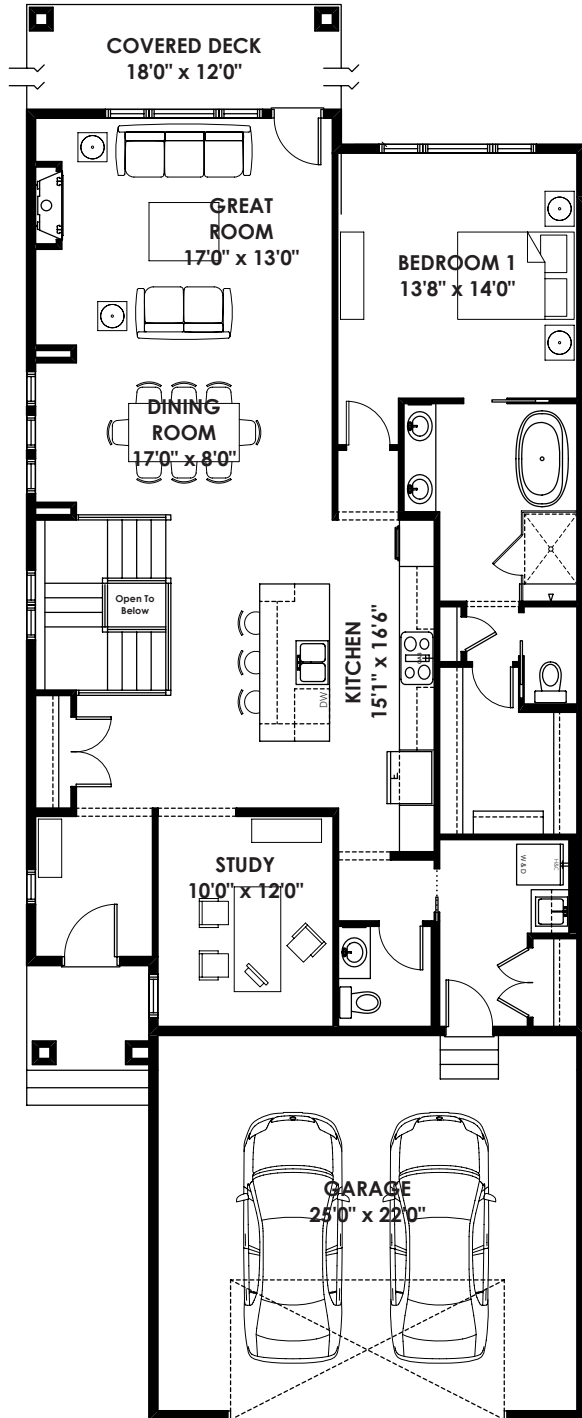 COVERED DECK
18'0" x 12'0"
GREAT
ROOM
17'0" x 13'0"
BEDROOM 1
13'8" x 14'0"
DINING
ROOM
17'0" x 8'0"
Open To
Below
KITCHEN
15'1" x 16'6"
DW
F
STUDY
10'0" x 12'0"
W & D
H&C
GARAGE
25'0" x 22'0"